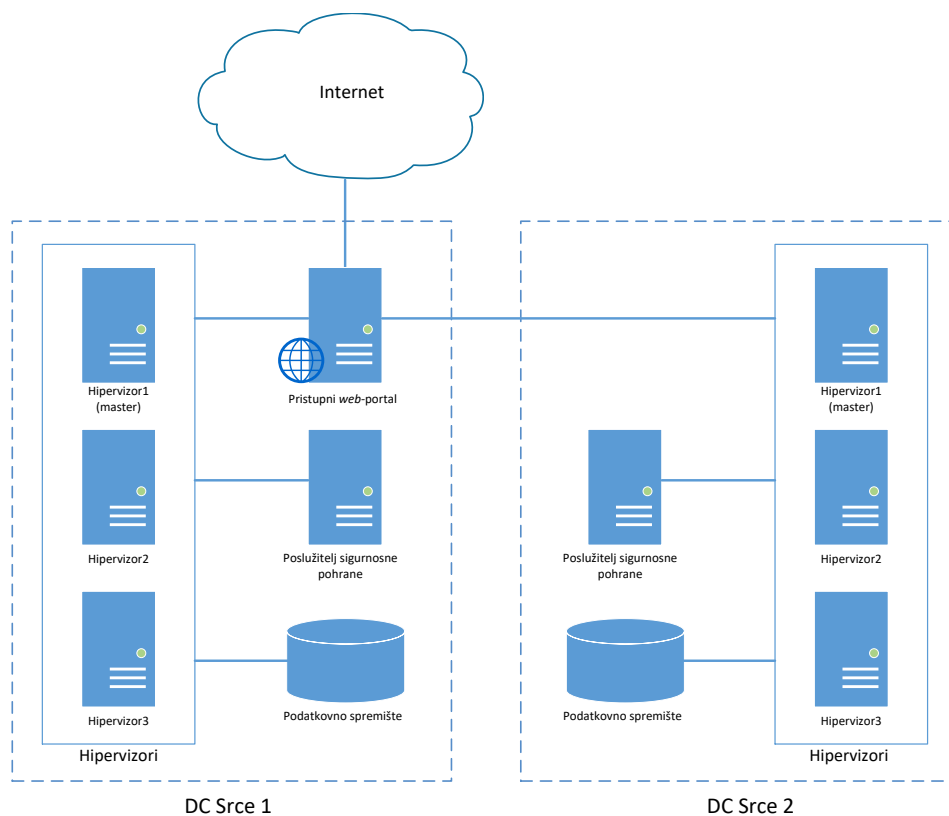 Internet
Hipervizor1
(master)
Pristupni web-portal
Hipervizor1
(master)
Hipervizor2
Poslužitelj sigurnosne
pohrane
Poslužitelj sigurnosne
pohrane
Hipervizor2
Hipervizor3
Podatkovno spremište
Podatkovno spremište
Hipervizor3
Hipervizori
Hipervizori
DC Srce 1
DC Srce 2